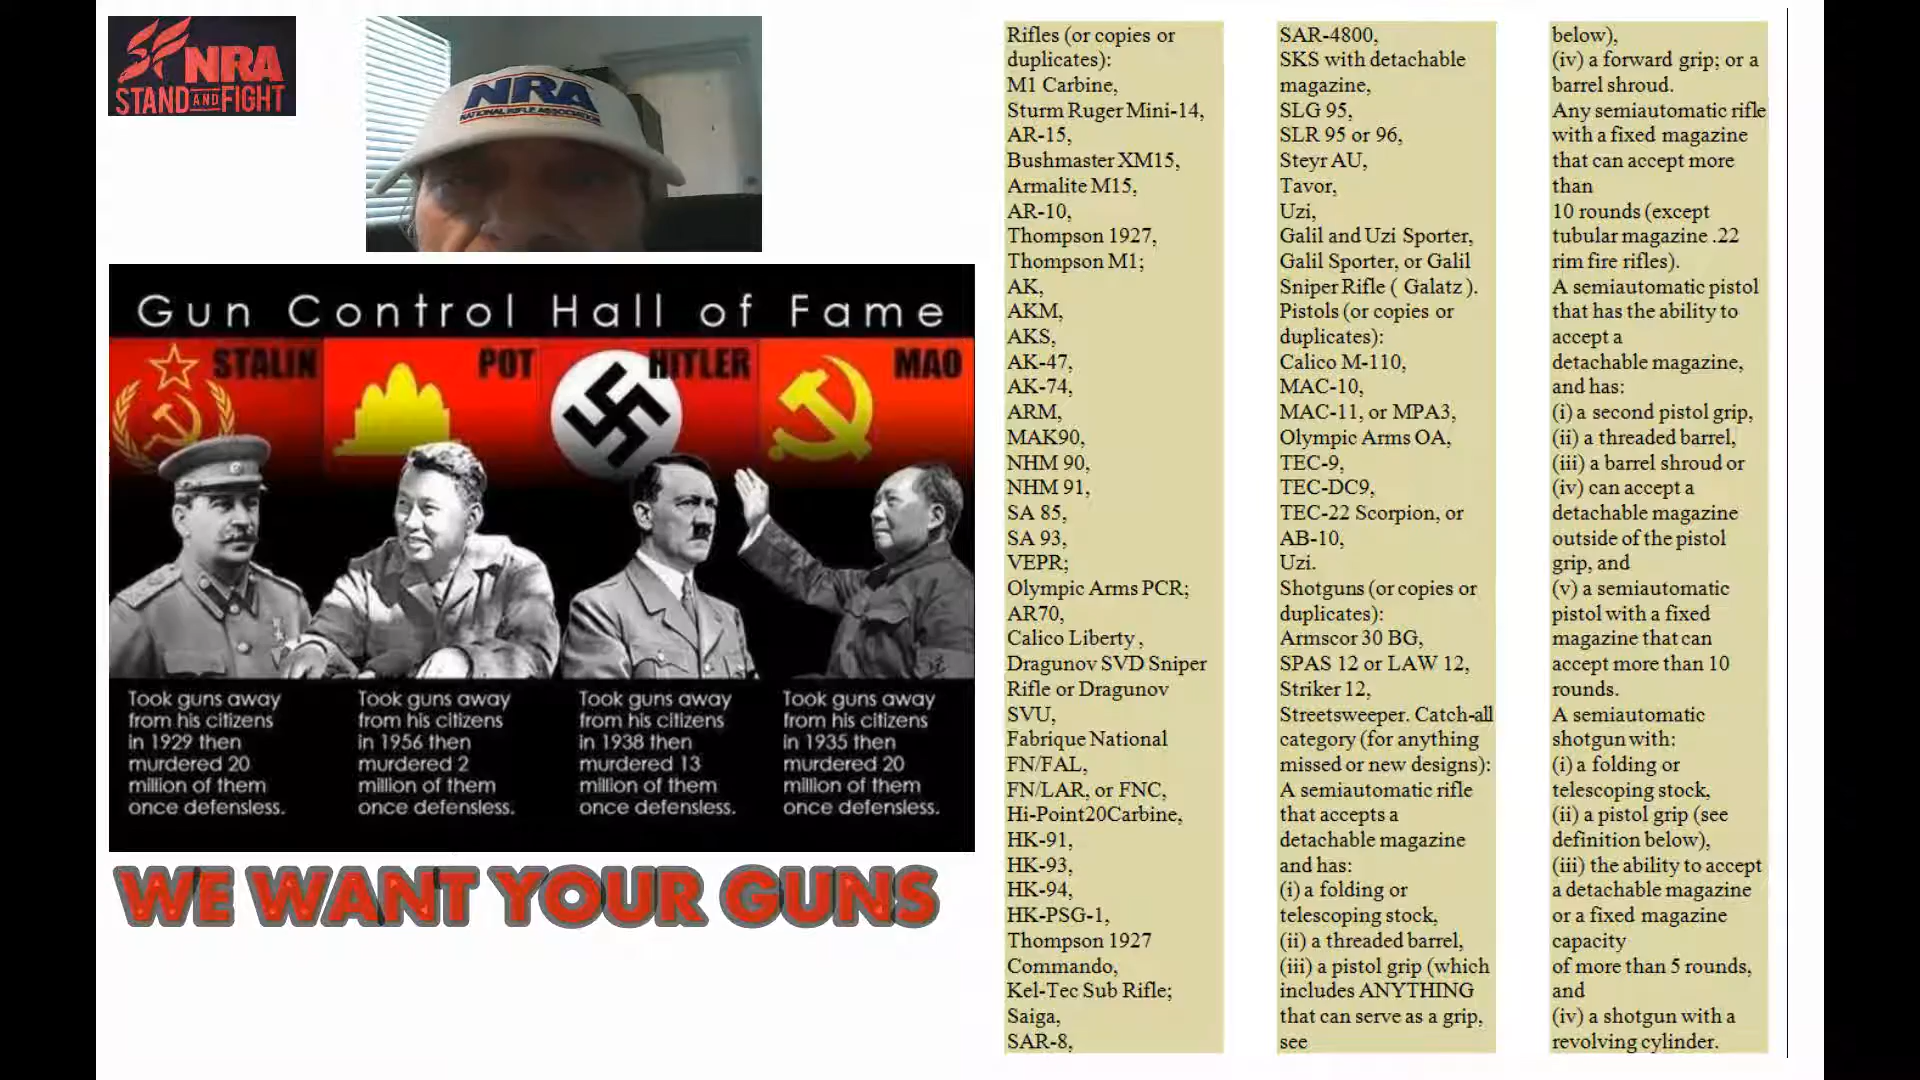 NRA
STAND AND FIGHT
NRA
NATIONAL RIFLE ASSOCIATION
Gun Control Hall of Fame
STALIN
POT
HITLER
MAO
Took guns away
from his citizens
in 1929 then
murdered 20
million of them
once defensless.
Took guns away
from his citizens
in 1956 then
murdered 2
million of them
once defensless.
Took guns away
from his citizens
in 1938 then
murdered 13
million of them
once defensless.
Took guns away
from his citizens
in 1935 then
murdered 20
million of them
once defensless.
WE WANT YOUR GUNS
Rifles (or copies or
duplicates):
M1 Carbine,
Sturm Ruger Mini-14,
AR-15,
Bushmaster XM15,
Armalite M15,
AR-10,
Thompson 1927,
Thompson M1;
AK,
AKM,
AKS,
AK-47,
AK-74,
ARM,
MAK90,
NHM 90,
NHM 91,
SA 85,
SA 93,
VEPR;
Olympic Arms PCR;
AR70,
Calico Liberty ,
Dragunov SVD Sniper
Rifle or Dragunov
SVU,
Fabrique National
FN/FAL,
FN/LAR, or FNC,
Hi-Point20Carbine,
HK-91,
HK-93,
HK-94,
HK-PSG-1,
Thompson 1927
Commando,
Kel-Tec Sub Rifle;
Saiga,
SAR-8,
SAR-4800,
SKS with detachable
magazine,
SLG 95,
SLR 95 or 96,
Steyr AU,
Tavor,
Uzi,
Galil and Uzi Sporter,
Galil Sporter, or Galil
Sniper Rifle ( Galatz ).
Pistols (or copies or
duplicates):
Calico M-110,
MAC-10,
MAC-11, or MPA3,
Olympic Arms OA,
TEC-9,
TEC-DC9,
TEC-22 Scorpion, or
AB-10,
Uzi.
Shotguns (or copies or
duplicates):
Armscor 30 BG,
SPAS 12 or LAW 12,
Striker 12,
Streetsweeper. Catch-all
category (for anything
missed or new designs):
A semiautomatic rifle
that accepts a
detachable magazine
and has:
(i) a folding or
telescoping stock,
(ii) a threaded barrel,
(iii) a pistol grip (which
includes ANYTHING
that can serve as a grip,
see
below),
(iv) a forward grip; or a
barrel shroud.
Any semiautomatic rifle
with a fixed magazine
that can accept more
than
10 rounds (except
tubular magazine .22
rim fire rifles).
A semiautomatic pistol
that has the ability to
accept a
detachable magazine,
and has:
(i) a second pistol grip,
(ii) a threaded barrel,
(iii) a barrel shroud or
(iv) can accept a
detachable magazine
outside of the pistol
grip, and
(v) a semiautomatic
pistol with a fixed
magazine that can
accept more than 10
rounds.
A semiautomatic
shotgun with:
(i) a folding or
telescoping stock,
(ii) a pistol grip (see
definition below),
(iii) the ability to accept
a detachable magazine
or a fixed magazine
capacity
of more than 5 rounds,
and
(iv) a shotgun with a
revolving cylinder.